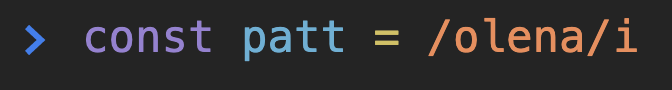 > const patt = /olena/i